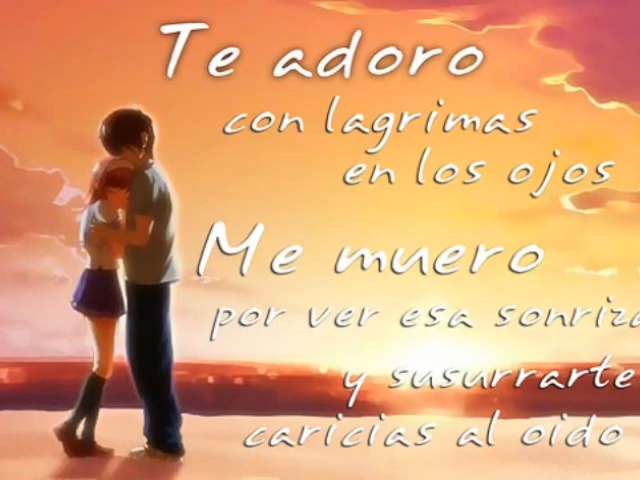 Te adoro
con lagrimas
en los ojos
Me muero
por ver esa sonriza
y susurrarte
caricias al oido